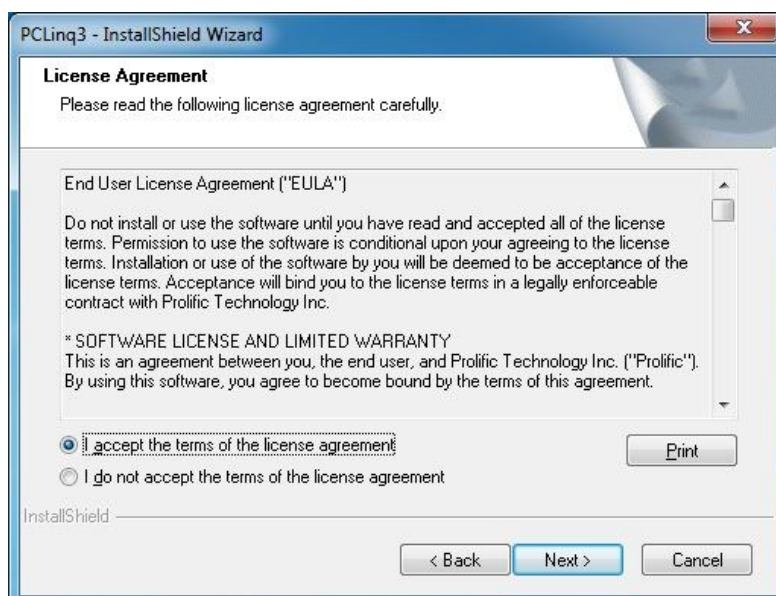 PCLinq3 - InstallShield Wizard
License Agreement
Please read the following license agreement carefully.
End User License Agreement ("EULA")
Do not install or use the software until you have read and accepted all of the license
terms. Permission to use the software is conditional upon your agreeing to the license
terms. Installation or use of the software by you will be deemed to be acceptance of the
license terms. Acceptance will bind you to the license terms in a legally enforceable
contract with Prolific Technology Inc.
* SOFTWARE LICENSE AND LIMITED WARRANTY
This is an agreement between you, the end user, and Prolific Technology Inc. ("Prolific").
By using this software, you agree to become bound by the terms of this agreement.
I accept the terms of the license agreement
Print
I do not accept the terms of the license agreement
InstallShield
< Back Next > Cancel